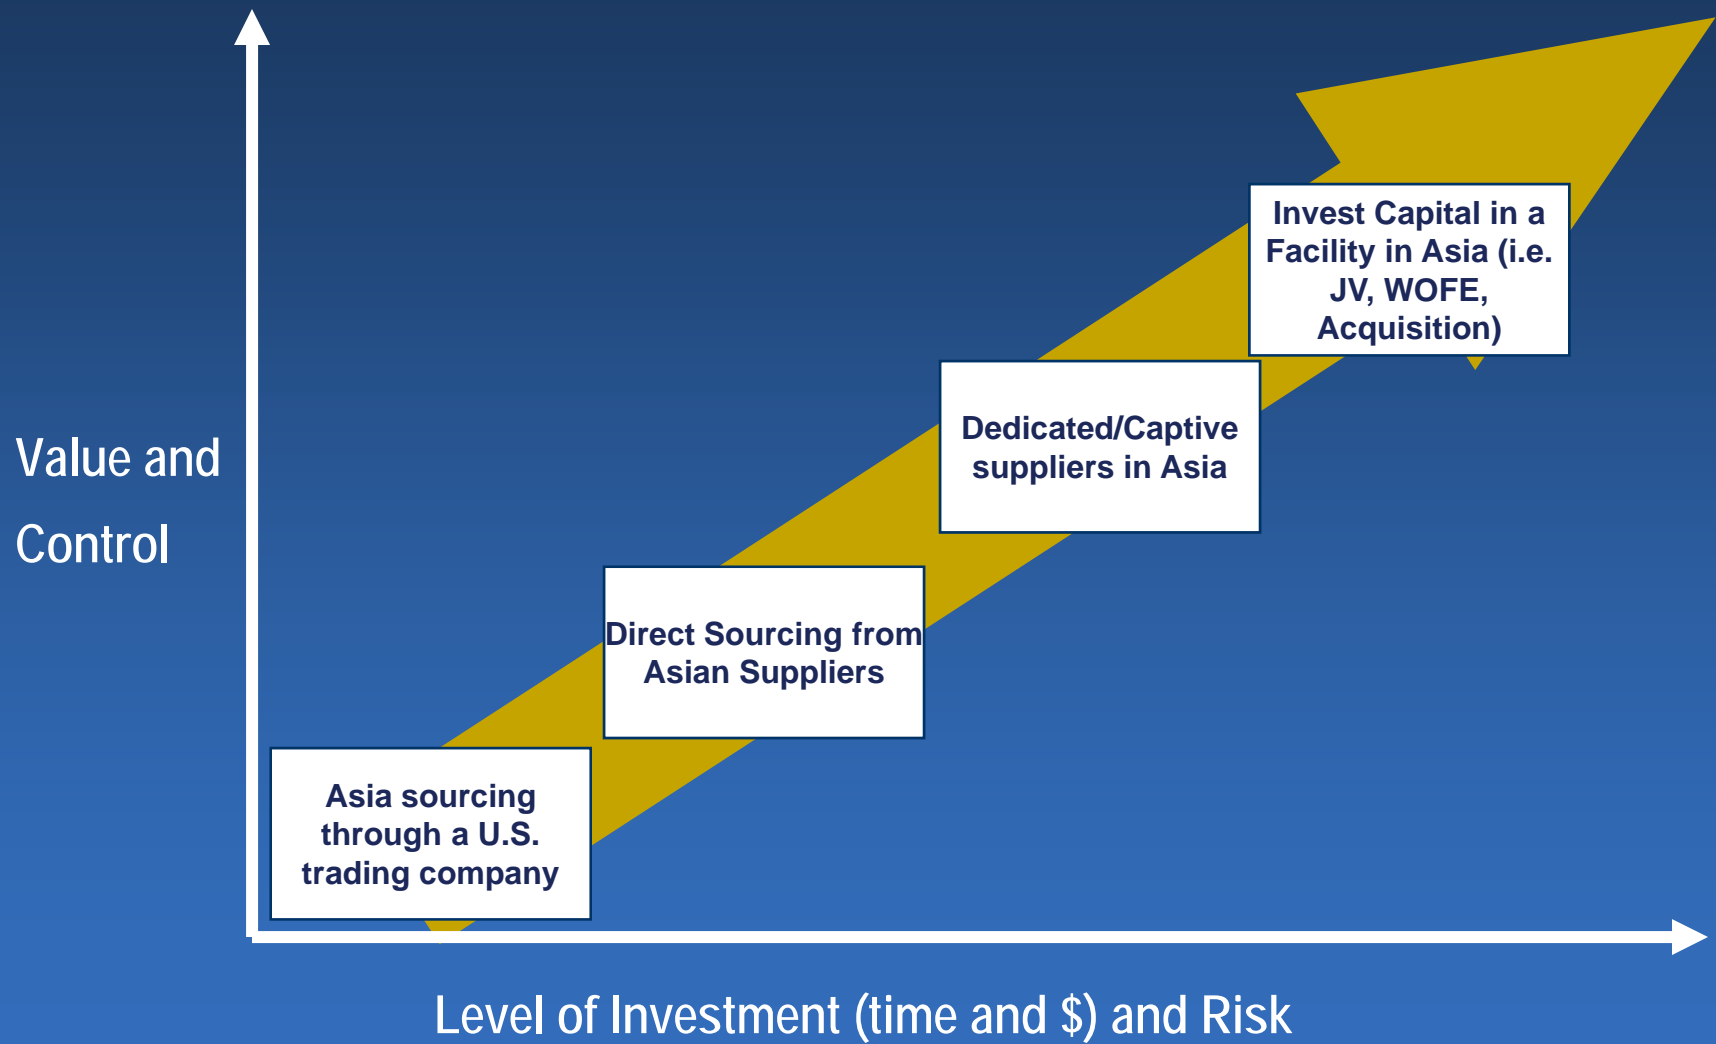 Invest Capital in a
Facility in Asia (i.e.
JV, WOFE,
Acquisition)
Dedicated/Captive
suppliers in Asia
Value and
Control
Direct Sourcing from
Asian Suppliers
Asia sourcing
through a U.S.
trading company
Level of Investment (time and $) and Risk